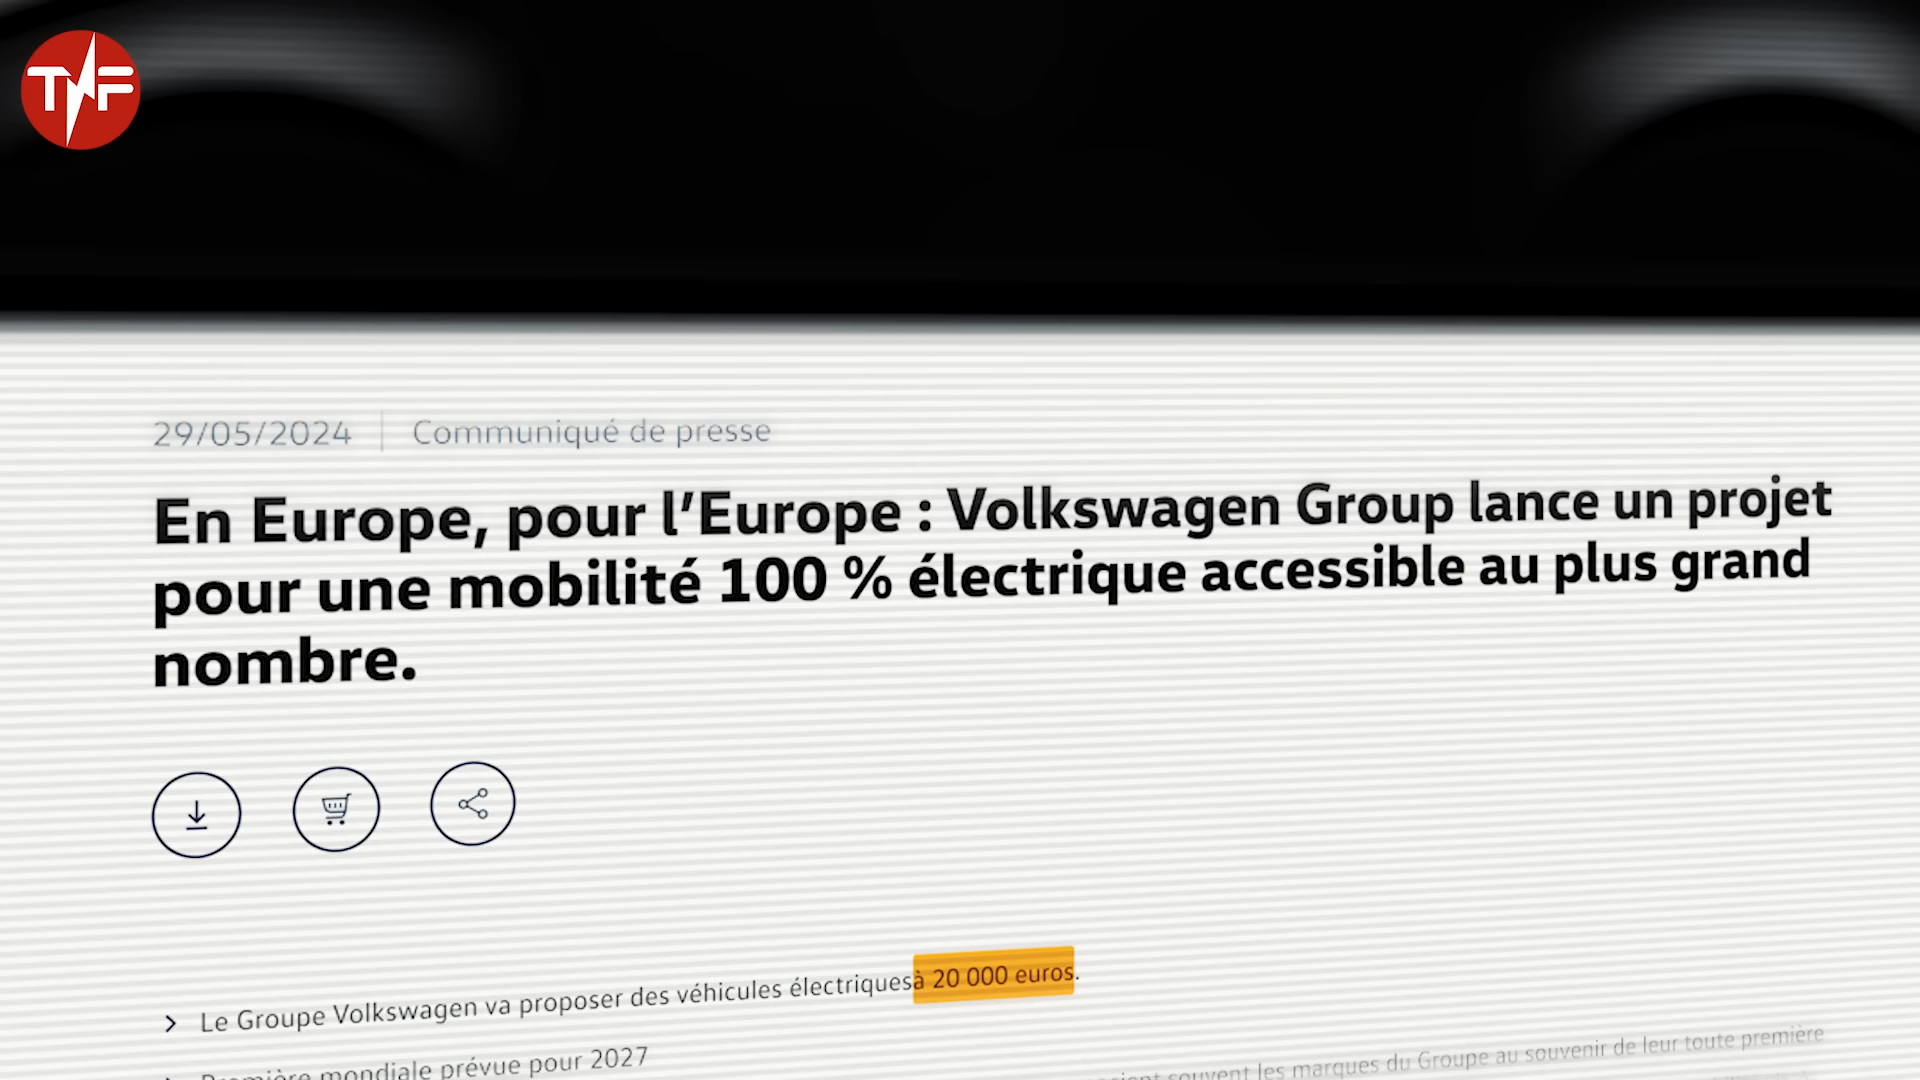 TNF
29/05/2024 Communiqué de presse
En Europe, pour l’Europe : Volkswagen Group lance un projet
pour une mobilité 100 % électrique accessible au plus grand
nombre.
Le Groupe Volkswagen va proposer des véhicules électriquesà 20 000 euros.
Première mondiale prévue pour 2027
souvent les marques du Groupe au souvenir de leur toute première